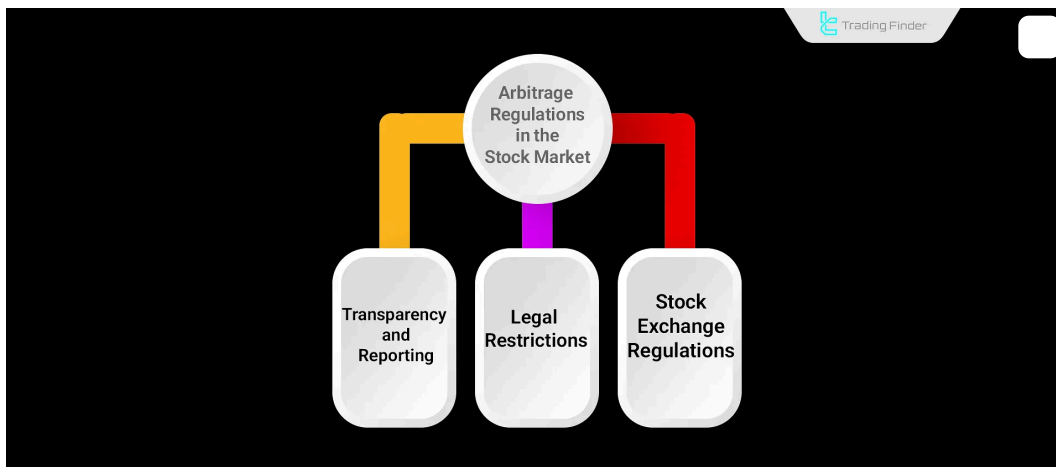 Trading Finder
Arbitrage
Regulations
in the
Stock Market
Transparency
and
Reporting
Legal
Restrictions
Stock
Exchange
Regulations